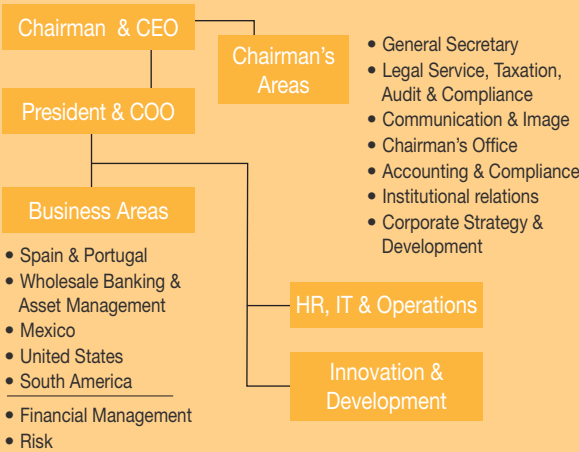 Chairman & CEO
Chairman's
Areas
• General Secretary
• Legal Service, Taxation,
Audit & Compliance
• Communication & Image
• Chairman's Office
• Accounting & Compliance
• Institutional relations
• Corporate Strategy &
Development
President & COO
Business Areas
• Spain & Portugal
• Wholesale Banking &
Asset Management
• Mexico
• United States
• South America
• Financial Management
• Risk
HR, IT & Operations
Innovation &
Development